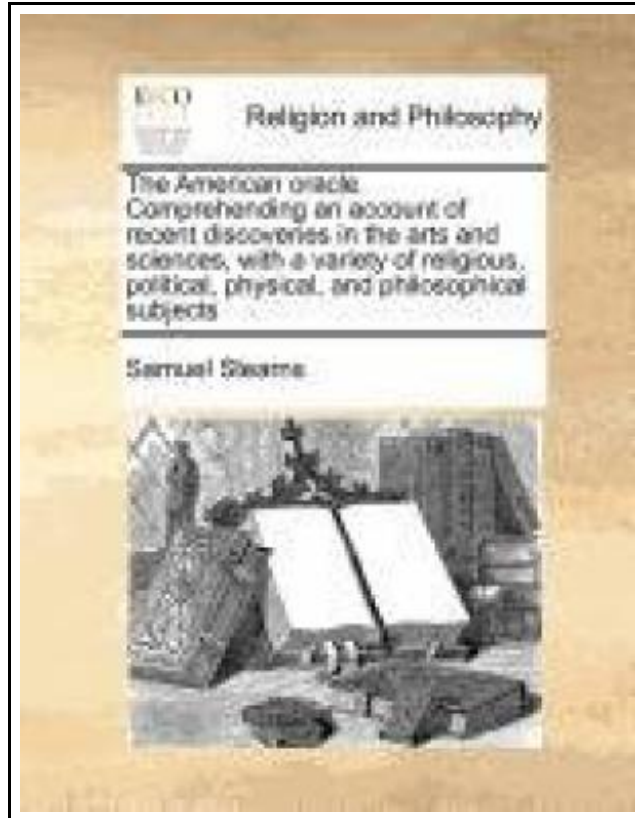 ECCO
Religion and Philosophy
The American oracle.
Comprehending an account of
recent discoveries in the arts and
sciences, with a variety of religious,
political, physical, and philosophical
subjects
Samuel Stearns